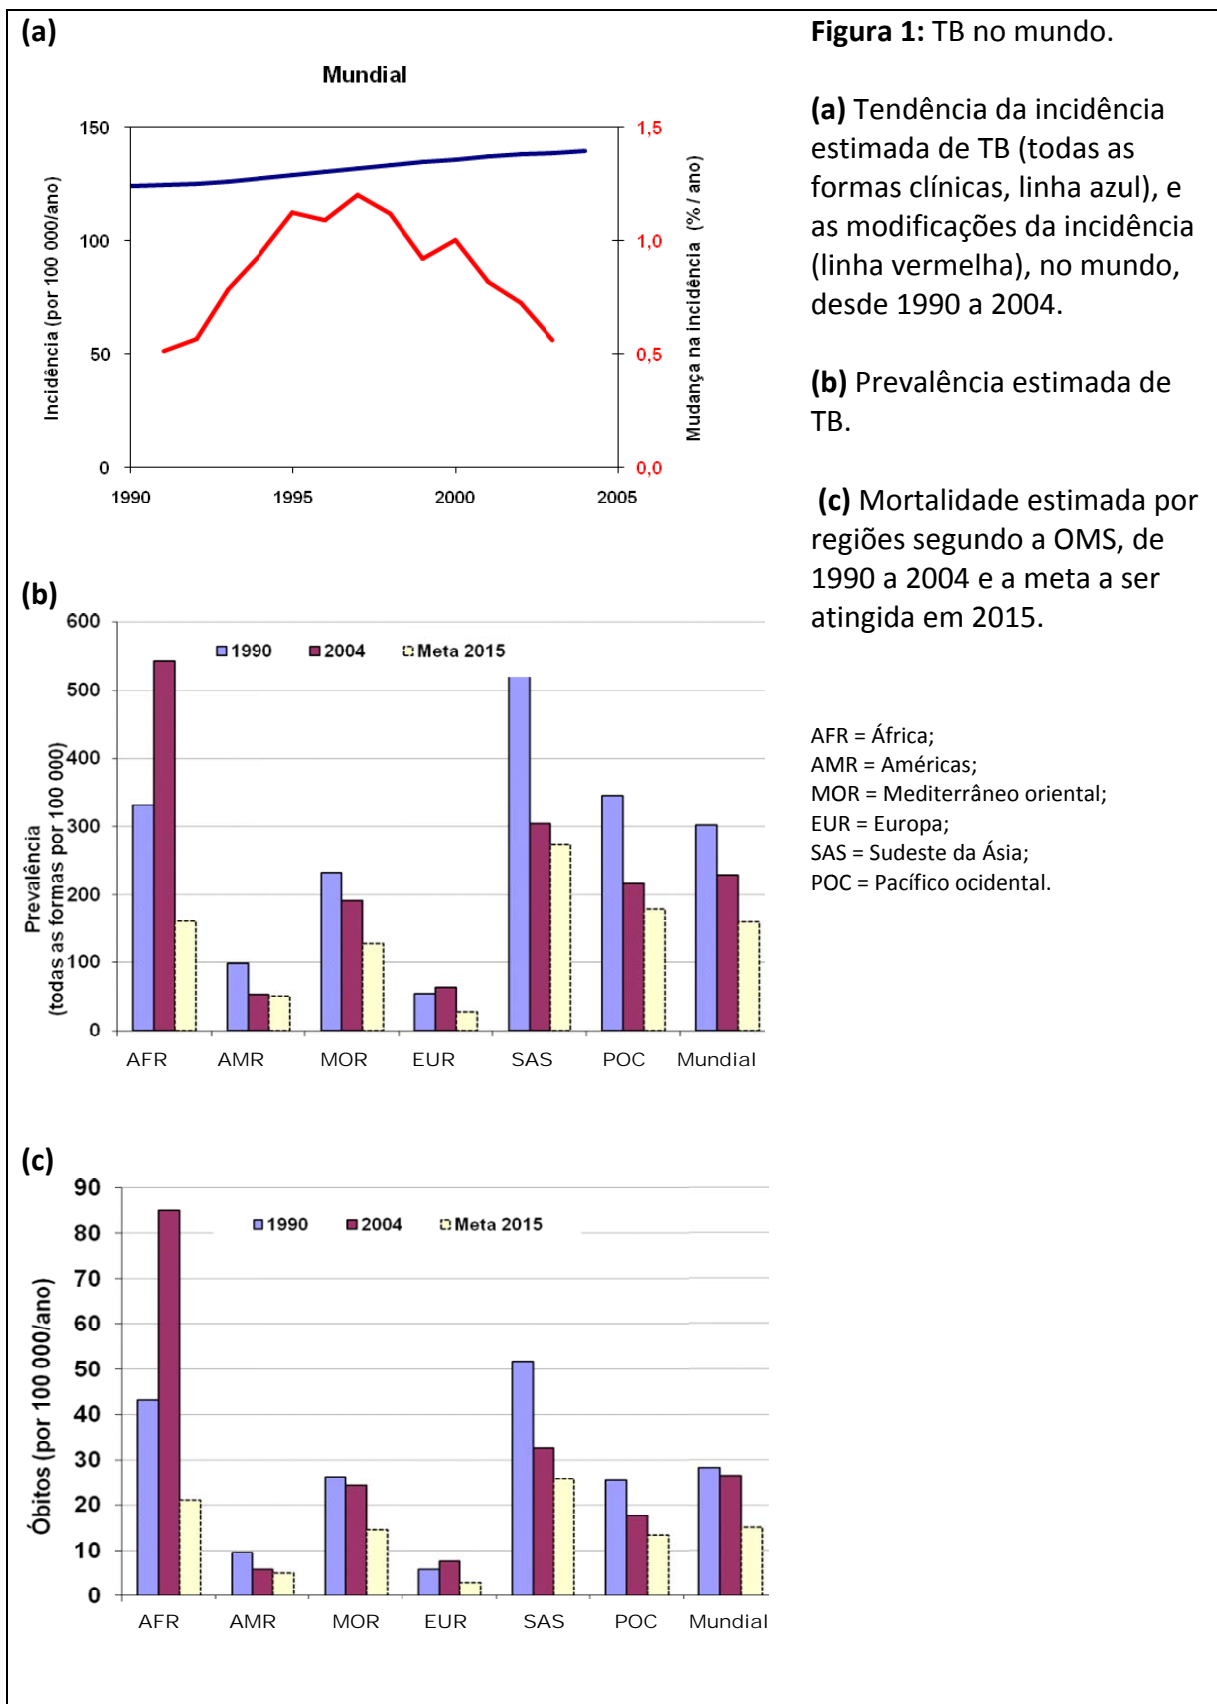 (a)
Mundial
150
100
50
0
Incidência (por 100 000/ano)
1,5
1,0
0,5
0,0
Mudança na incidência (% / ano)
1990
1995
2000
2005
Figura 1: TB no mundo.
(a) Tendência da incidência
estimada de TB (todas as
formas clínicas, linha azul), e
as modificações da incidência
(linha vermelha), no mundo,
desde 1990 a 2004.
(b) Prevalência estimada de
TB.
(c) Mortalidade estimada por
regiões segundo a OMS, de
1990 a 2004 e a meta a ser
atingida em 2015.
AFR = África;
AMR = Américas;
MOR = Mediterrâneo oriental;
EUR = Europa;
SAS = Sudeste da Ásia;
POC = Pacífico ocidental.
(b)
600
500
400
300
200
100
0
Prevalência
(todas as formas por 100 000)
1990 2004 Meta 2015
AFR AMR MOR EUR SAS POC Mundial
(c)
90
80
70
60
50
40
30
20
10
0
Óbitos (por 100 000/ano)
1990 2004 Meta 2015
AFR AMR MOR EUR SAS POC Mundial